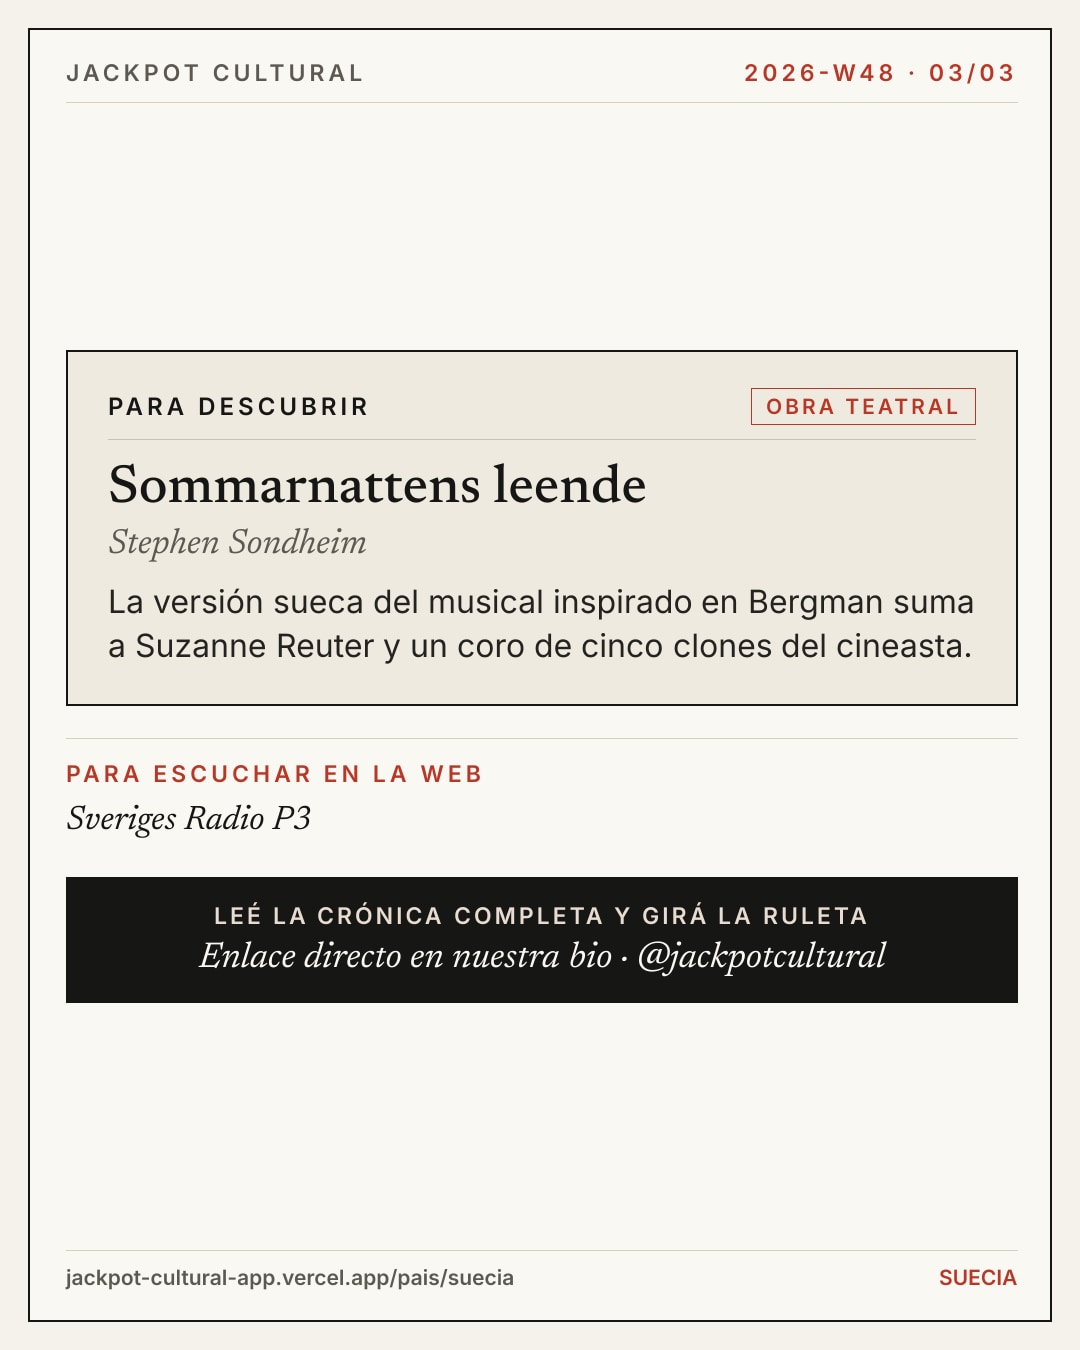 JACKPOT CULTURAL
2026-W48 · 03/03
PARA DESCUBRIR
OBRA TEATRAL
Sommarnattens leende
Stephen Sondheim
La versión sueca del musical inspirado en Bergman suma
a Suzanne Reuter y un coro de cinco clones del cineasta.
PARA ESCUCHAR EN LA WEB
Sveriges Radio P3
LEÉ LA CRÓNICA COMPLETA Y GIRÁ LA RULETA
Enlace directo en nuestra bio · @jackpotcultural
jackpot-cultural-app.vercel.app/pais/suecia
SUECIA